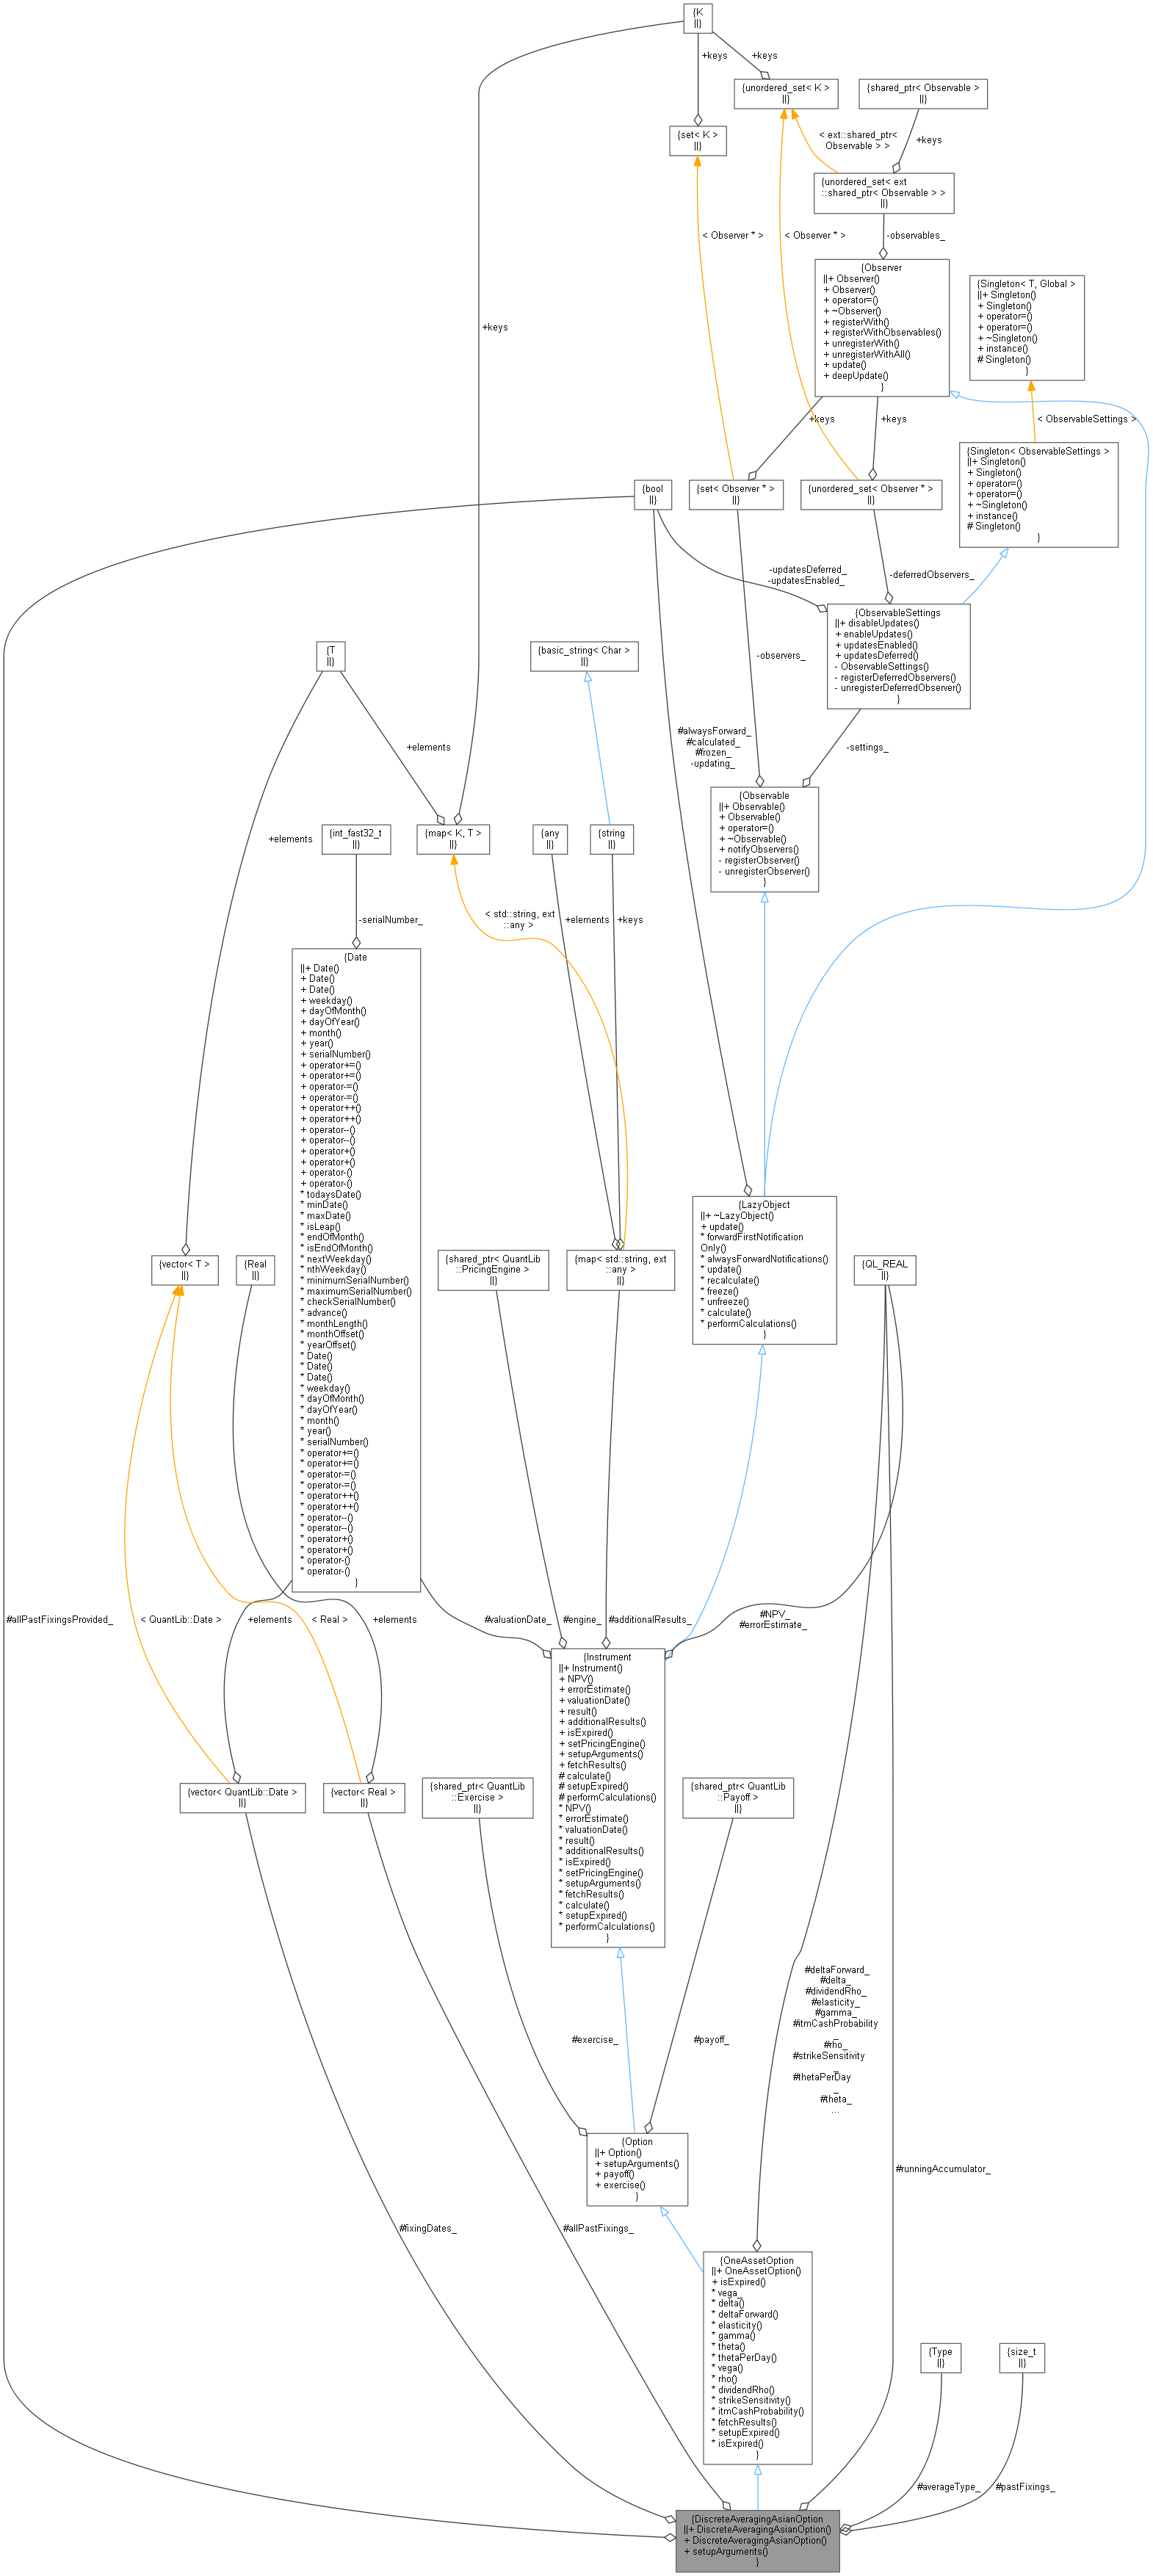 {K
||}
+keys
+keys
{unordered_set< K >
||}
{shared_ptr< Observable >
||}
{set< K >
||}
< ext::shared_ptr<
Observable > >
+keys
{unordered_set< ext
::shared_ptr< Observable > >
||}
< Observer * >
< Observer * >
-observables_
{Observer
||+ Observer()
+ Observer()
+ operator=()
+ ~Observer()
+ registerWith()
+ registerWithObservables()
+ unregisterWith()
+ unregisterWithAll()
+ update()
+ deepUpdate()
}
{Singleton< T, Global >
||+ Singleton()
+ Singleton()
+ operator=()
+ operator=()
+ ~Singleton()
+ instance()
# Singleton()
}
+keys
+keys
+keys
< ObservableSettings >
{Singleton< ObservableSettings >
||+ Singleton()
+ Singleton()
+ operator=()
+ operator=()
+ ~Singleton()
+ instance()
# Singleton()
}
{bool
||}
{set< Observer * >
||}
{unordered_set< Observer * >
||}
-updatesDeferred_
-updatesEnabled_
-deferredObservers_
{ObservableSettings
||+ disableUpdates()
+ enableUpdates()
+ updatesEnabled()
+ updatesDeferred()
- ObservableSettings()
- registerDeferredObservers()
- unregisterDeferredObserver()
}
{T
||}
{basic_string< Char >
||}
-observers_
+elements
#alwaysForward_
#calculated_
#frozen_
-updating_
-settings_
{Observable
||+ Observable()
+ Observable()
+ operator=()
+ ~Observable()
+ notifyObservers()
- registerObserver()
- unregisterObserver()
}
+elements
{int_fast32_t
||}
{map< K, T >
||}
{any
||}
{string
||}
-serialNumber_
< std::string, ext
::any >
+elements
+keys
{Date
||+ Date()
+ Date()
+ Date()
+ weekday()
+ dayOfMonth()
+ dayOfYear()
+ month()
+ year()
+ serialNumber()
+ operator+=()
+ operator+=()
+ operator-=()
+ operator-=()
+ operator++()
+ operator++()
+ operator--()
+ operator--()
+ operator+()
+ operator+()
+ operator-()
+ operator-()
* todaysDate()
* minDate()
* maxDate()
* isLeap()
* endOfMonth()
* isEndOfMonth()
* nextWeekday()
* nthWeekday()
* minimumSerialNumber()
* maximumSerialNumber()
* checkSerialNumber()
* advance()
* monthLength()
* monthOffset()
* yearOffset()
* Date()
* Date()
* Date()
* weekday()
* dayOfMonth()
* dayOfYear()
* month()
* year()
* serialNumber()
* operator+=()
* operator+=()
* operator-=()
* operator-=()
* operator++()
* operator++()
* operator--()
* operator--()
* operator+()
* operator+()
* operator-()
* operator-()
}
{LazyObject
||+ ~LazyObject()
+ update()
* forwardFirstNotification
Only()
* alwaysForwardNotifications()
* update()
* recalculate()
* freeze()
* unfreeze()
* calculate()
* performCalculations()
}
{vector< T >
||}
{Real
||}
{shared_ptr< QuantLib
::PricingEngine >
||}
{map< std::string, ext
::any >
||}
{QL_REAL
||}
#allPastFixingsProvided_
< QuantLib::Date >
+elements
< Real >
+elements
#valuationDate_
#engine_
#additionalResults_
#NPV_
#errorEstimate_
{Instrument
||+ Instrument()
+ NPV()
+ errorEstimate()
+ valuationDate()
+ result()
+ additionalResults()
+ isExpired()
+ setPricingEngine()
+ setupArguments()
+ fetchResults()
# calculate()
# setupExpired()
# performCalculations()
* NPV()
* errorEstimate()
* valuationDate()
* result()
* additionalResults()
* isExpired()
* setPricingEngine()
* setupArguments()
* fetchResults()
* calculate()
* setupExpired()
* performCalculations()
}
{vector< QuantLib::Date >
||}
{vector< Real >
||}
{shared_ptr< QuantLib
::Exercise >
||}
{shared_ptr< QuantLib
::Payoff >
||}
#exercise_
#payoff_
#deltaForward_
#delta_
#dividendRho_
#elasticity_
#gamma_
#itmCashProbability
_
#rho_
#strikeSensitivity
_
#thetaPerDay
_
#theta_
...
{Option
||+ Option()
+ setupArguments()
+ payoff()
+ exercise()
}
#runningAccumulator_
#fixingDates_
#allPastFixings_
{OneAssetOption
||+ OneAssetOption()
+ isExpired()
* vega_
* delta()
* deltaForward()
* elasticity()
* gamma()
* theta()
* thetaPerDay()
* vega()
* rho()
* dividendRho()
* strikeSensitivity()
* itmCashProbability()
* fetchResults()
* setupExpired()
* isExpired()
}
{Type
||}
{size_t
||}
#averageType_
#pastFixings_
{DiscreteAveragingAsianOption
||+ DiscreteAveragingAsianOption()
+ DiscreteAveragingAsianOption()
+ setupArguments()
}